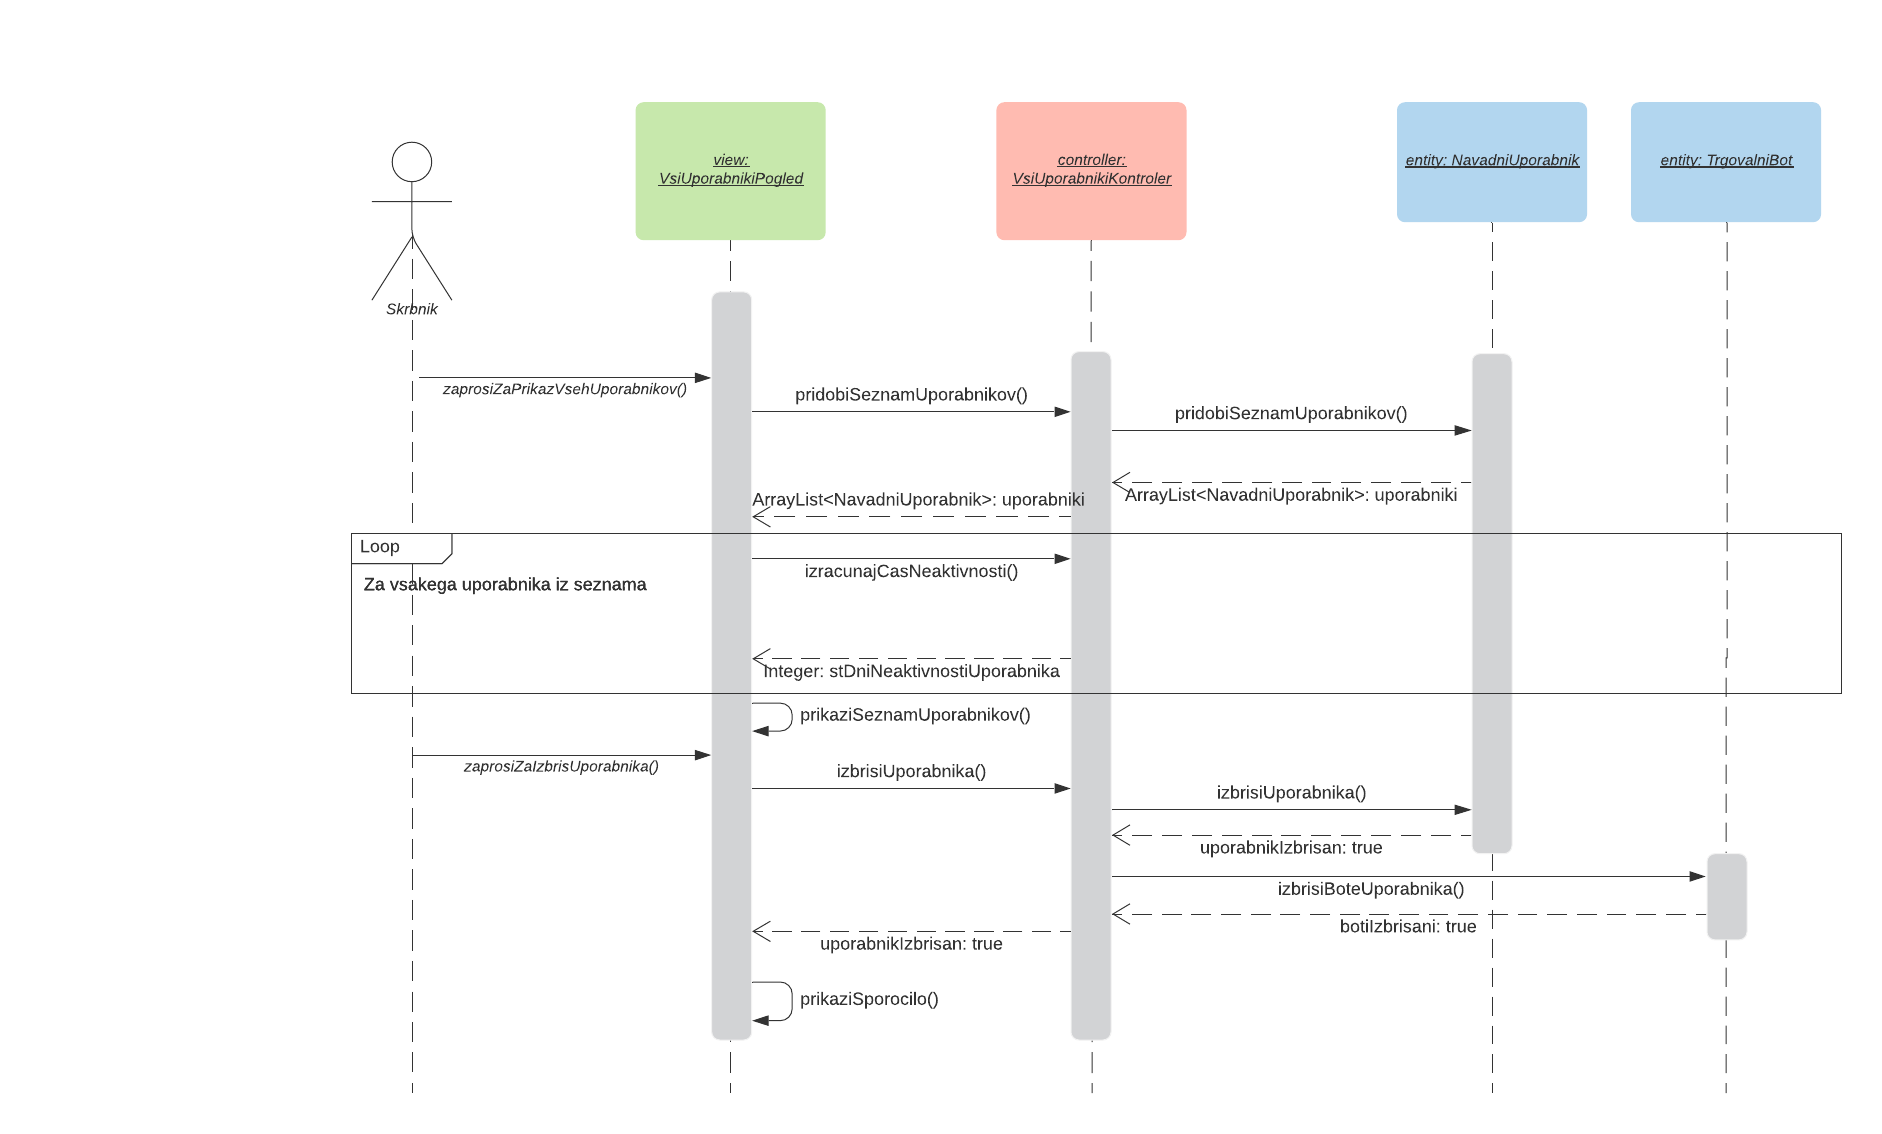 view:
VsiUporabnikiPogled
controller:
VsiUporabnikiKontroler
entity: NavadniUporabnik
entity: TrgovalniBot
Skrbnik
zaprosiZaPrikazVsehUporabnikov()
pridobiSeznamUporabnikov()
pridobiSeznamUporabnikov()
ArrayList<NavadniUporabnik>: uporabniki
ArrayList<NavadniUporabnik>: uporabniki
Loop
Za vsakega uporabnika iz seznama
izracunajCasNeaktivnosti()
Integer: stDniNeaktivnostiUporabnika
prikaziSeznamUporabnikov()
zaprosiZaIzbrisUporabnika()
izbrisiUporabnika()
izbrisiUporabnika()
uporabnikIzbrisan: true
izbrisiBoteUporabnika()
botiIzbrisani: true
uporabnikIzbrisan: true
prikaziSporocilo()